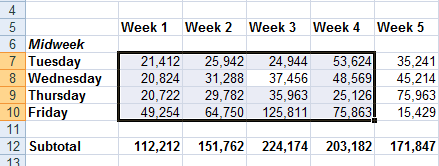 4
5 Week 1 Week 2 Week 3 Week 4 Week 5
6 Midweek
7 Tuesday 21,412 25,942 24,944 53,624 35,241
8 Wednesday 20,824 31,288 37,456 48,569 45,214
9 Thursday 20,722 29,782 35,963 25,126 75,963
10 Friday 49,254 64,750 125,811 75,863 15,429
11
12 Subtotal 112,212 151,762 224,174 203,182 171,847